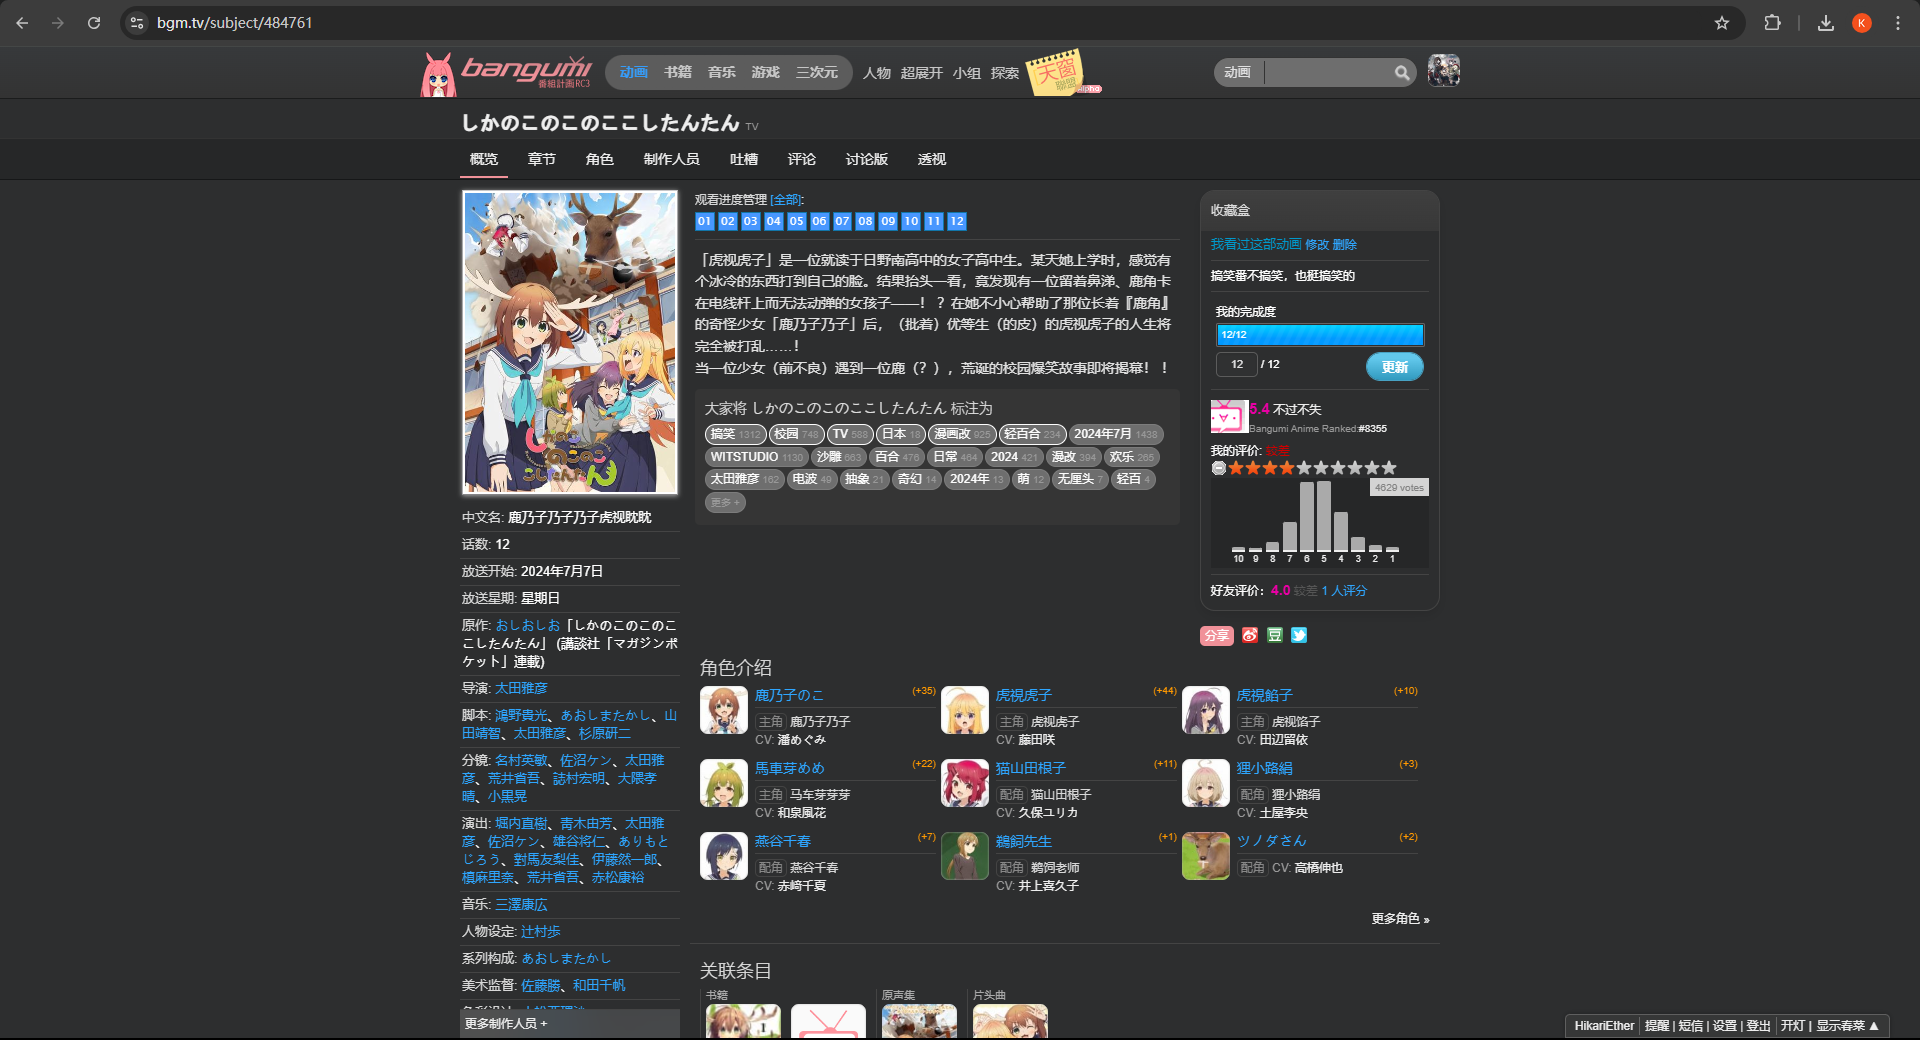 bgm.tv/subject/484761
K
bangumi
番組計画 RC3
动画 书籍 音乐 游戏 三次元
人物 超展开 小组 探索
天窗
联盟
alpha
动画
しかのこのこのここしたんたん TV
概览 章节 角色 制作人员 吐槽 评论 讨论版 透视
中文名: 鹿乃子乃子乃子虎视眈眈
话数: 12
放送开始: 2024年7月7日
放送星期: 星期日
原作: おしおしお「しかのこのこのこ
こしたんたん」 (講談社「マガジンポ
ケット」連載)
导演: 太田雅彦
脚本: 鴻野貴光、あおしまたかし、山
田靖智、太田雅彦、杉原研二
分镜: 名村英敏、佐沼ケン、太田雅
彦、荒井省吾、誌村宏明、大隈孝
晴、小黒晃
演出: 堀内直樹、青木由芳、太田雅
彦、佐沼ケン、雄谷将仁、ありもと
じろう、對馬友梨佳、伊藤然一郎、
槙麻里奈、荒井省吾、赤松康裕
音乐: 三澤康広
人物设定: 辻村歩
系列构成: あおしまたかし
美术监督: 佐藤勝、和田千帆
更多制作人员 +
观看进度管理 [全部]:
01 02 03 04 05 06 07 08 09 10 11 12
「虎视虎子」是一位就读于日野南高中的女子高中生。某天她上学时，感觉有
个冰冷的东西打到自己的脸。结果抬头一看，竟发现有一位留着鼻涕、鹿角卡
在电线杆上而无法动弹的女孩子——！ ？ 在她不小心帮助了那位长着『鹿角』
的奇怪少女「鹿乃子乃子」后，（批着）优等生（的皮）的虎视虎子的人生将
完全被打乱……！
当一位少女（前不良）遇到一位鹿（？），荒诞的校园爆笑故事即将揭幕！ ！
大家将 しかのこのこのここしたんたん 标注为
搞笑 1312 校园 748 TV 588 日本 18 漫画改 925 轻百合 234 2024年7月 1438
WITSTUDIO 1130 沙雕 663 百合 476 日常 464 2024 421 漫改 394 欢乐 265
太田雅彦 162 电波 49 抽象 21 奇幻 14 2024年 13 萌 12 无厘头 7 轻百 4
更多 +
收藏盒
我看过这部动画 修改 删除
搞笑番不搞笑，也挺搞笑的
我的完成度
12/12
12 / 12
更新
5.4 不过不失
Bangumi Anime Ranked:#8355
我的评价: 较差
4629 votes
10 9 8 7 6 5 4 3 2 1
好友评价: 4.0 较差 1 人评分
分享
豆
角色介绍
鹿乃子のこ (+35)
主角 鹿乃子乃子
CV: 潘めぐみ
虎視虎子 (+44)
主角 虎视虎子
CV: 藤田咲
虎視餡子 (+10)
主角 虎视馅子
CV: 田辺留依
馬車芽めめ (+22)
主角 马车芽芽芽
CV: 和泉風花
猫山田根子 (+11)
配角 猫山田根子
CV: 久保ユリカ
狸小路絹 (+3)
配角 狸小路绢
CV: 土屋李央
燕谷千春 (+7)
配角 燕谷千春
CV: 赤﨑千夏
鵜飼先生 (+1)
配角 鹈饲老师
CV: 井上喜久子
ツノダさん (+2)
配角 CV: 高橋伸也
更多角色 »
关联条目
书籍 原声集 片头曲
HikariEther 提醒 | 短信 | 设置 | 登出 开灯 | 显示春菜 ▲